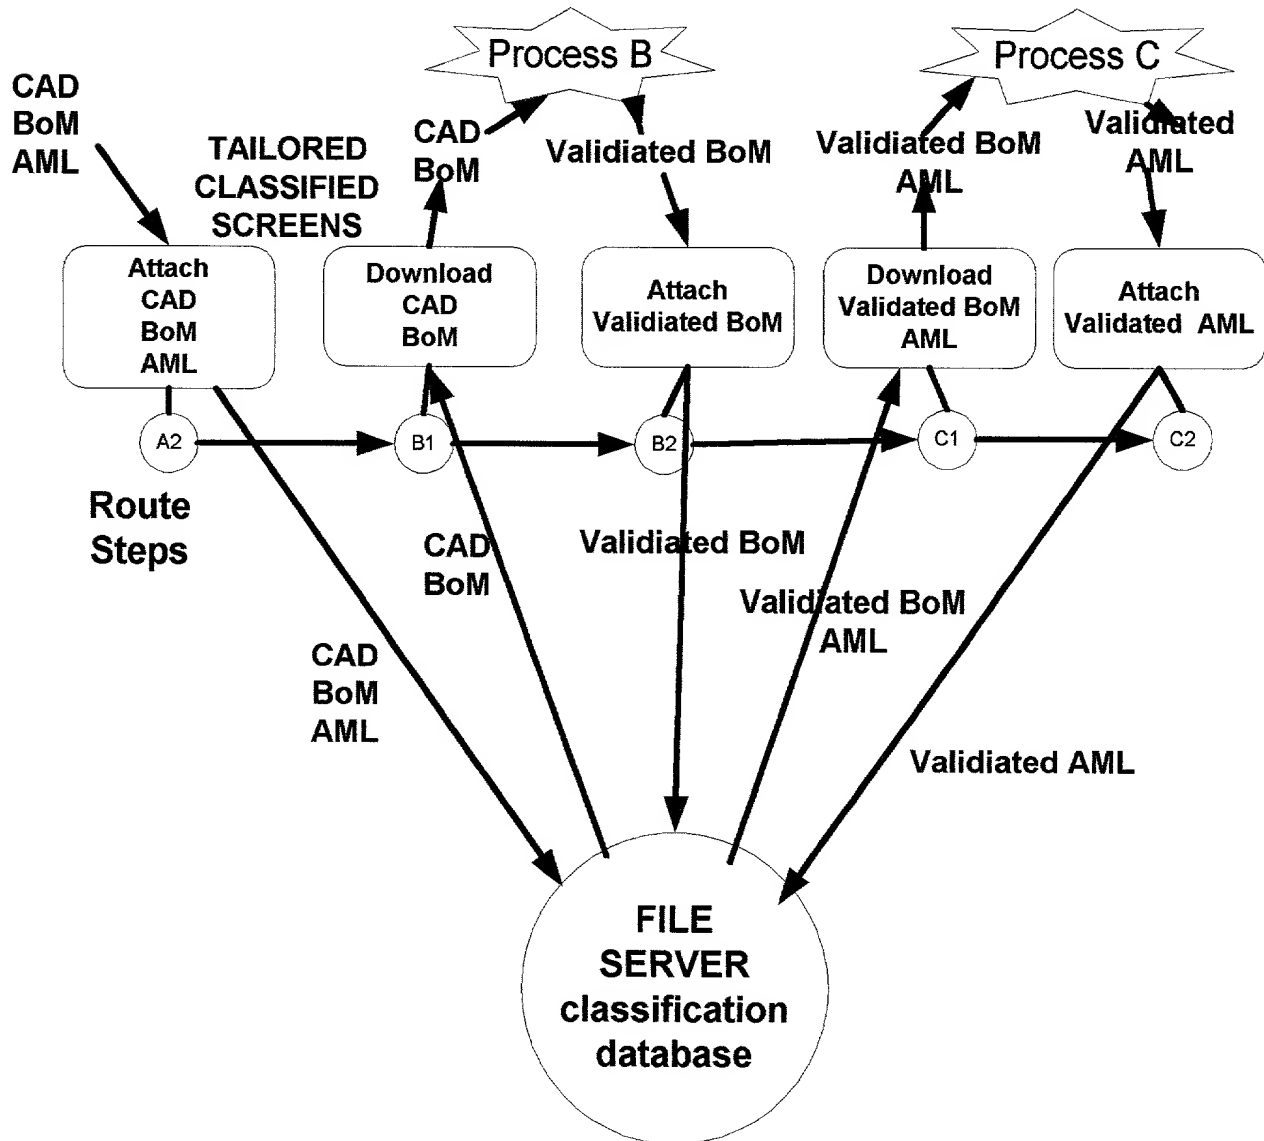 Process B
Process C
CAD
BoM
AML
TAILORED
CLASSIFIED
SCREENS
CAD
BoM
Validiated BoM
Validiated BoM
AML
Validiated
AML
Attach
CAD
BoM
AML
Download
CAD
BoM
Attach
Validiated BoM
Download
Validated BoM
AML
Attach
Validated AML
A2
B1
B2
C1
C2
Route
Steps
CAD
BoM
Validiated BoM
Validiated BoM
AML
CAD
BoM
AML
Validiated AML
FILE
SERVER
classification
database